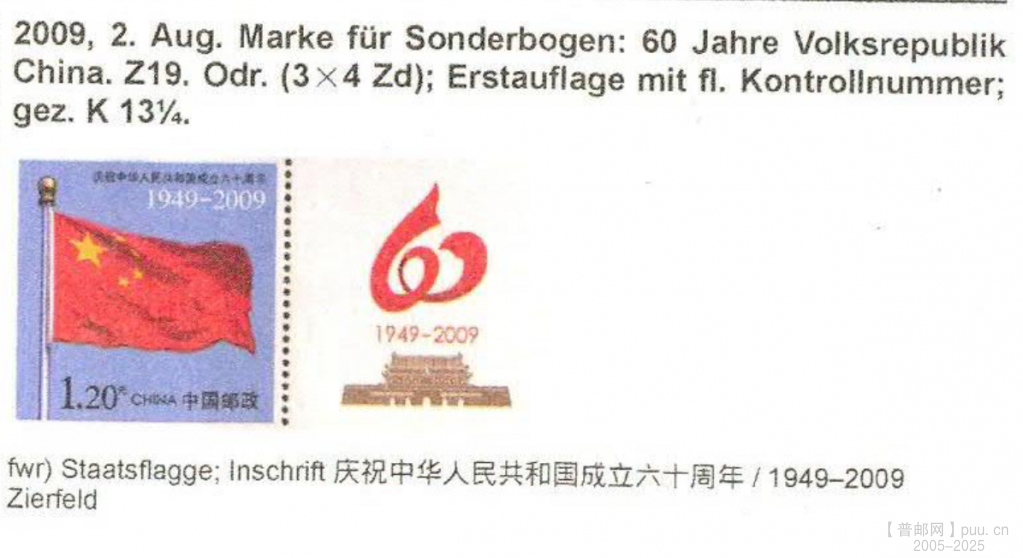 2009, 2. Aug. Marke für Sonderbogen: 60 Jahre Volksrepublik
China. Z19. Odr. (3×4 Zd); Erstauflage mit fl. Kontrollnummer;
gez. K 13¼.
庆祝中华人民共和国成立六十周年
1949-2009
1.20元 CHINA 中国邮政
60
1949-2009
fwr) Staatsflagge; Inschrift 庆祝中华人民共和国成立六十周年 / 1949–2009
Zierfeld
【普邮网】puu.cn
2005-2025